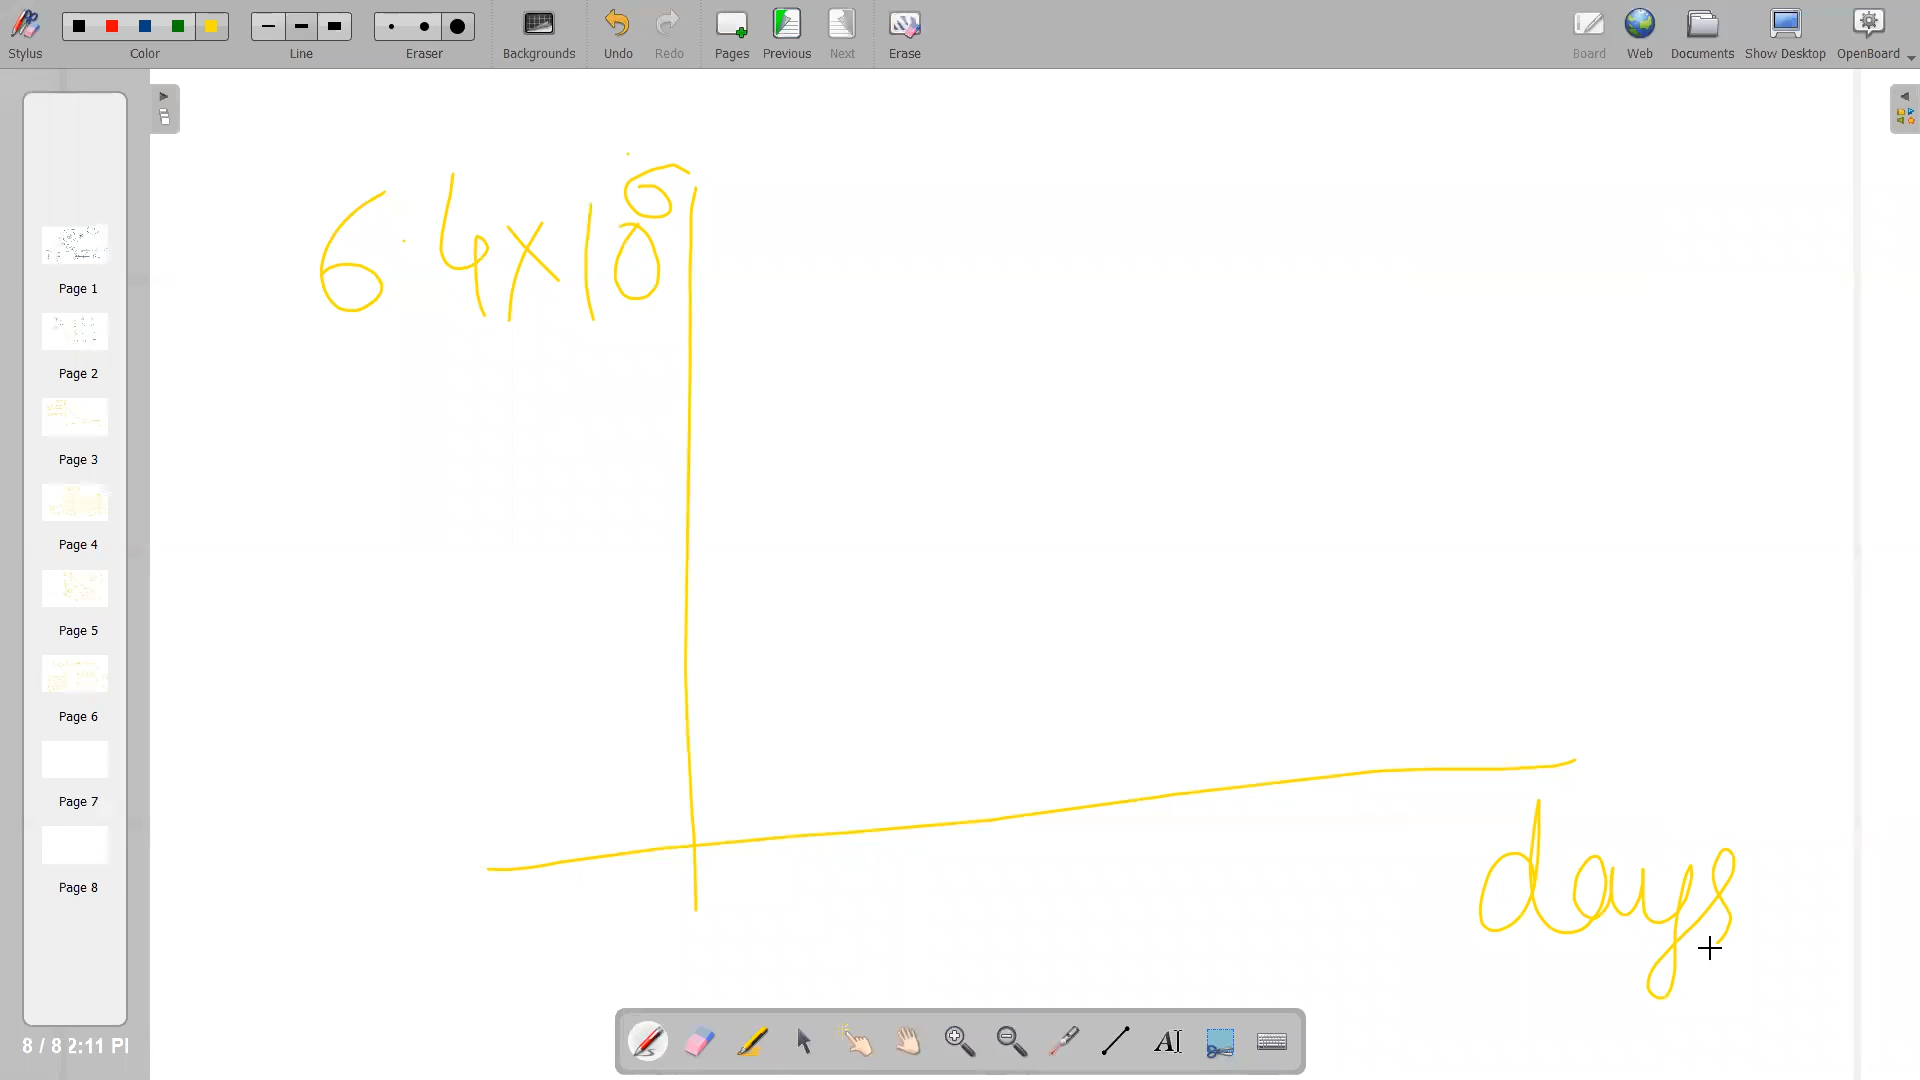 Stylus Color Line Eraser Backgrounds Undo Redo Pages Previous Next Erase Board Web Documents Show Desktop OpenBoard
Page 1
Page 2
Page 3
Page 4
Page 5
Page 6
Page 7
Page 8
8 / 8 2:11 PI
6.4x10
days
AI